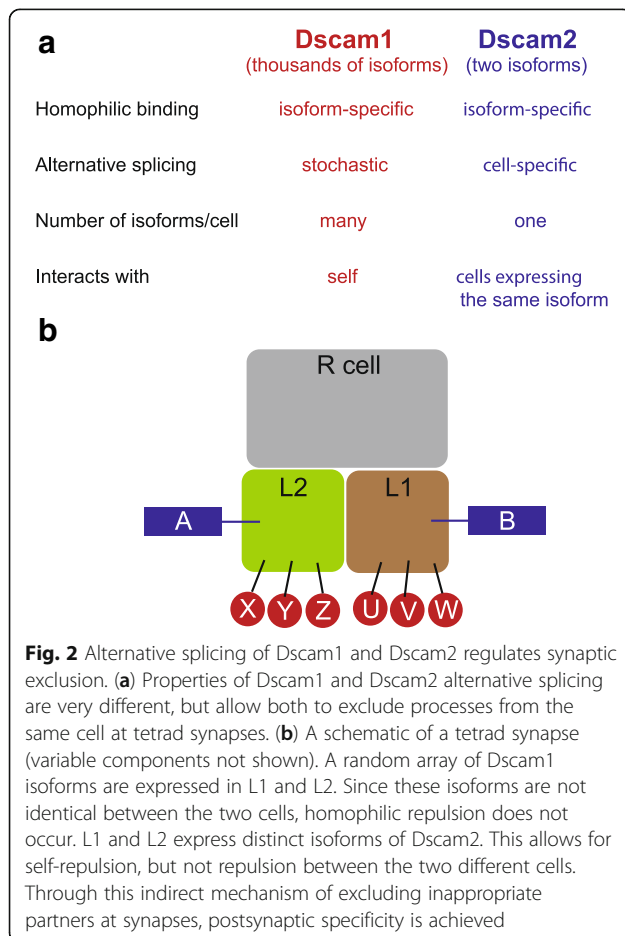 a
Dscam1 Dscam2
(thousands of isoforms) (two isoforms)
Homophilic binding isoform-specific isoform-specific
Alternative splicing stochastic cell-specific
Number of isoforms/cell many one
Interacts with self cells expressing
the same isoform
b
R cell
L2 L1
A B
X Y Z U V W
Fig. 2 Alternative splicing of Dscam1 and Dscam2 regulates synaptic
exclusion. (a) Properties of Dscam1 and Dscam2 alternative splicing
are very different, but allow both to exclude processes from the
same cell at tetrad synapses. (b) A schematic of a tetrad synapse
(variable components not shown). A random array of Dscam1
isoforms are expressed in L1 and L2. Since these isoforms are not
identical between the two cells, homophilic repulsion does not
occur. L1 and L2 express distinct isoforms of Dscam2. This allows for
self-repulsion, but not repulsion between the two different cells.
Through this indirect mechanism of excluding inappropriate
partners at synapses, postsynaptic specificity is achieved